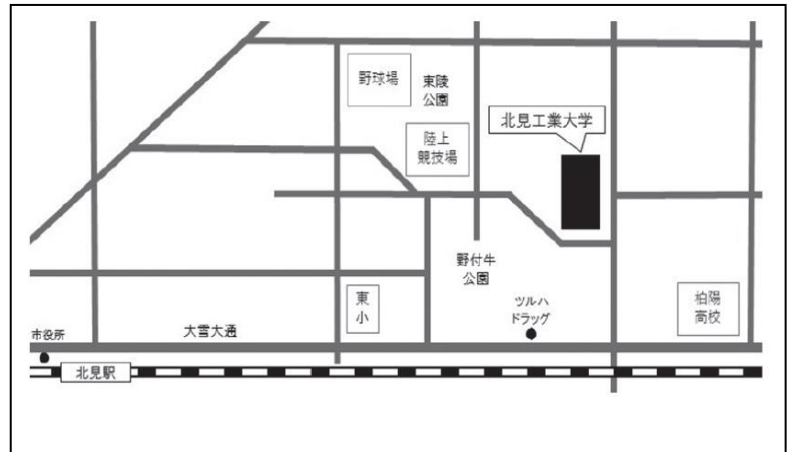 野球場
東陵
公園
北見工業大学
陸上
競技場
野付牛
公園
東
小
ツルハ
ドラッグ
柏陽
高校
市役所
大雪大通
北見駅